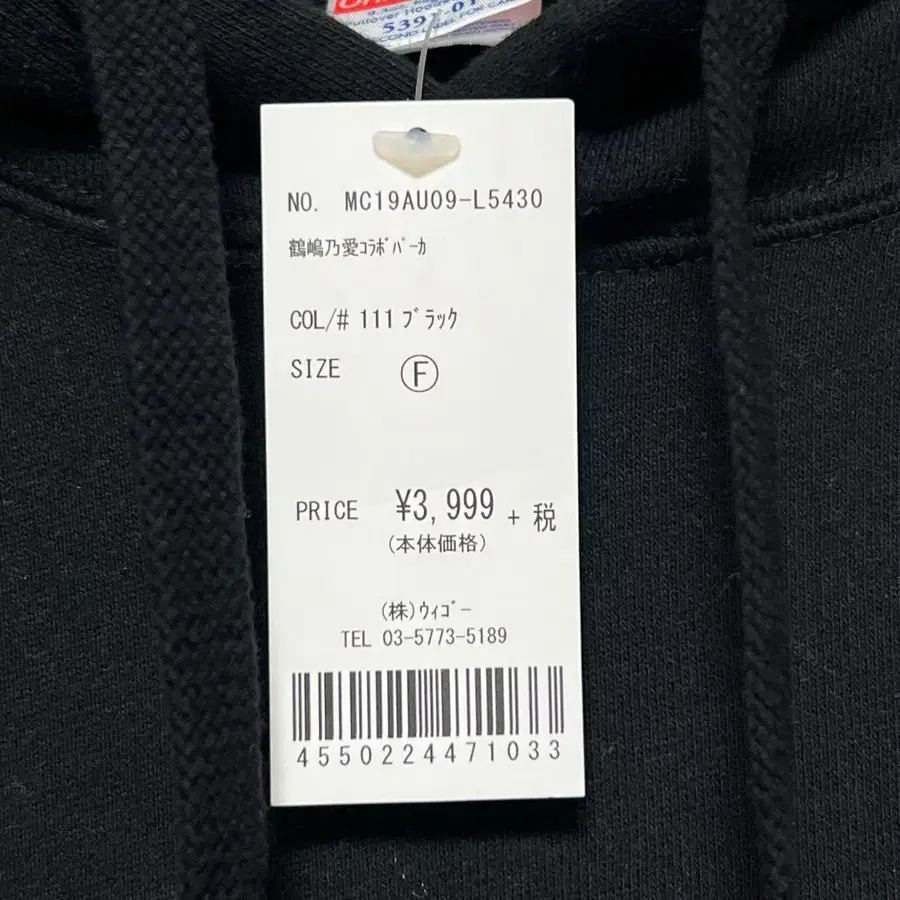 NO. MC19AU09-L5430
鶴嶋乃愛ｺﾗﾎﾞﾊﾟｰｶ
COL/# 111 ﾌﾞﾗｯｸ
SIZE Ⓕ
PRICE ¥3,999 + 税
(本体価格)
(株)ｳｨｺﾞｰ
TEL 03-5773-5189
4550224471033